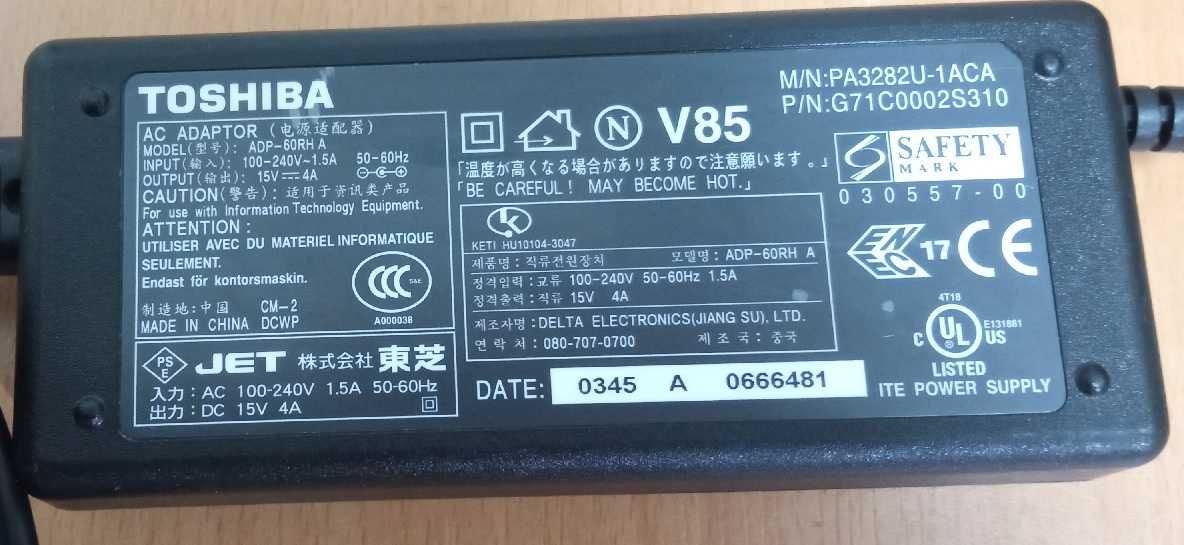 TOSHIBA
AC ADAPTOR (电源适配器)
MODEL(型号): ADP-60RH A
INPUT(输入): 100-240V~1.5A 50-60Hz
OUTPUT(输出): 15V⎓4A
CAUTION(警告): 适用于资讯类产品
For use with Information Technology Equipment.
ATTENTION :
UTILISER AVEC DU MATERIEL INFORMATIQUE
SEULEMENT.
Endast för kontorsmaskin.
制造地:中国 CM-2
MADE IN CHINA DCWP
CCC
S&E
A000038
PS
E
JET 株式会社 東芝
入力 : AC 100-240V 1.5A 50-60Hz
出力 : DC 15V 4A
N V85
「温度が高くなる場合がありますので注意願います。」
「BE CAREFUL! MAY BECOME HOT.」
K
KETI HU10104-3047
제품명 : 직류전원장치 모델명 : ADP-60RH A
정격입력 : 교류 100-240V 50-60Hz 1.5A
정격출력 : 직류 15V 4A
제조자명 : DELTA ELECTRONICS(JIANG SU). LTD.
연 락 처 : 080-707-0700 제 조 국 : 중국
DATE: 0345 A 0666481
M/N:PA3282U-1ACA
P/N:G71C0002S310
S SAFETY
MARK
030557-00
ENEC 17 CE
4T18
C UL US
E131881
®
LISTED
ITE POWER SUPPLY